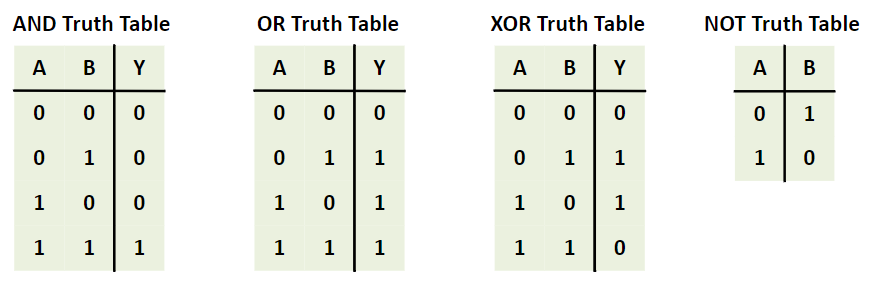 AND Truth Table
A B Y
0 0 0
0 1 0
1 0 0
1 1 1
OR Truth Table
A B Y
0 0 0
0 1 1
1 0 1
1 1 1
XOR Truth Table
A B Y
0 0 0
0 1 1
1 0 1
1 1 0
NOT Truth Table
A B
0 1
1 0